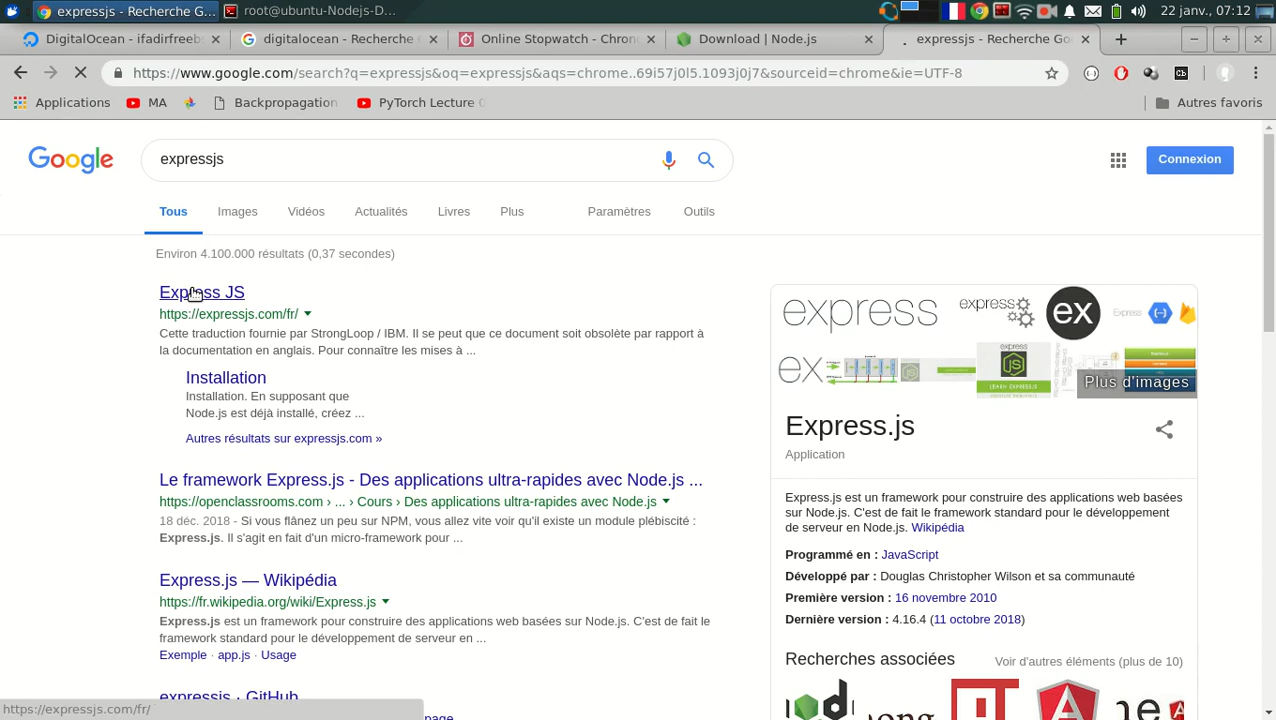 expressjs - Recherche G...
root@ubuntu-Nodejs-D...
22 janv., 07:12
DigitalOcean - ifadirfreeb
digitalocean - Recherche
Online Stopwatch - Chron
Download | Node.js
expressjs - Recherche Go
https://www.google.com/search?q=expressjs&oq=expressjs&aqs=chrome..69i57j0l5.1093j0j7&sourceid=chrome&ie=UTF-8
Applications
MA
Backpropagation
PyTorch Lecture
Autres favoris
Google
expressjs
Connexion
Tous
Images
Vidéos
Actualités
Livres
Plus
Paramètres
Outils
Environ 4.100.000 résultats (0,37 secondes)
Express JS
https://expressjs.com/fr/
Cette traduction fournie par StrongLoop / IBM. Il se peut que ce document soit obsolète par rapport à
la documentation en anglais. Pour connaître les mises à ...
Installation
Installation. En supposant que
Node.js est déjà installé, créez ...
Autres résultats sur expressjs.com »
Le framework Express.js - Des applications ultra-rapides avec Node.js ...
https://openclassrooms.com › ... › Cours › Des applications ultra-rapides avec Node.js
18 déc. 2018 - Si vous flânez un peu sur NPM, vous allez vite voir qu'il existe un module plébiscité :
Express.js. Il s'agit en fait d'un micro-framework pour ...
Express.js — Wikipédia
https://fr.wikipedia.org/wiki/Express.js
Express.js est un framework pour construire des applications web basées sur Node.js. C'est de fait le
framework standard pour le développement de serveur en ...
Exemple · app.js · Usage
expressjs · GitHub
https://expressjs.com/fr/
page
express
express
ex
Express
ex
express
JS
LEARN EXPRESSJS
Plus d'images
Express.js
Application
Express.js est un framework pour construire des applications web basées
sur Node.js. C'est de fait le framework standard pour le développement
de serveur en Node.js. Wikipédia
Programmé en : JavaScript
Développé par : Douglas Christopher Wilson et sa communauté
Première version : 16 novembre 2010
Dernière version : 4.16.4 (11 octobre 2018)
Recherches associées
Voir d'autres éléments (plus de 10)